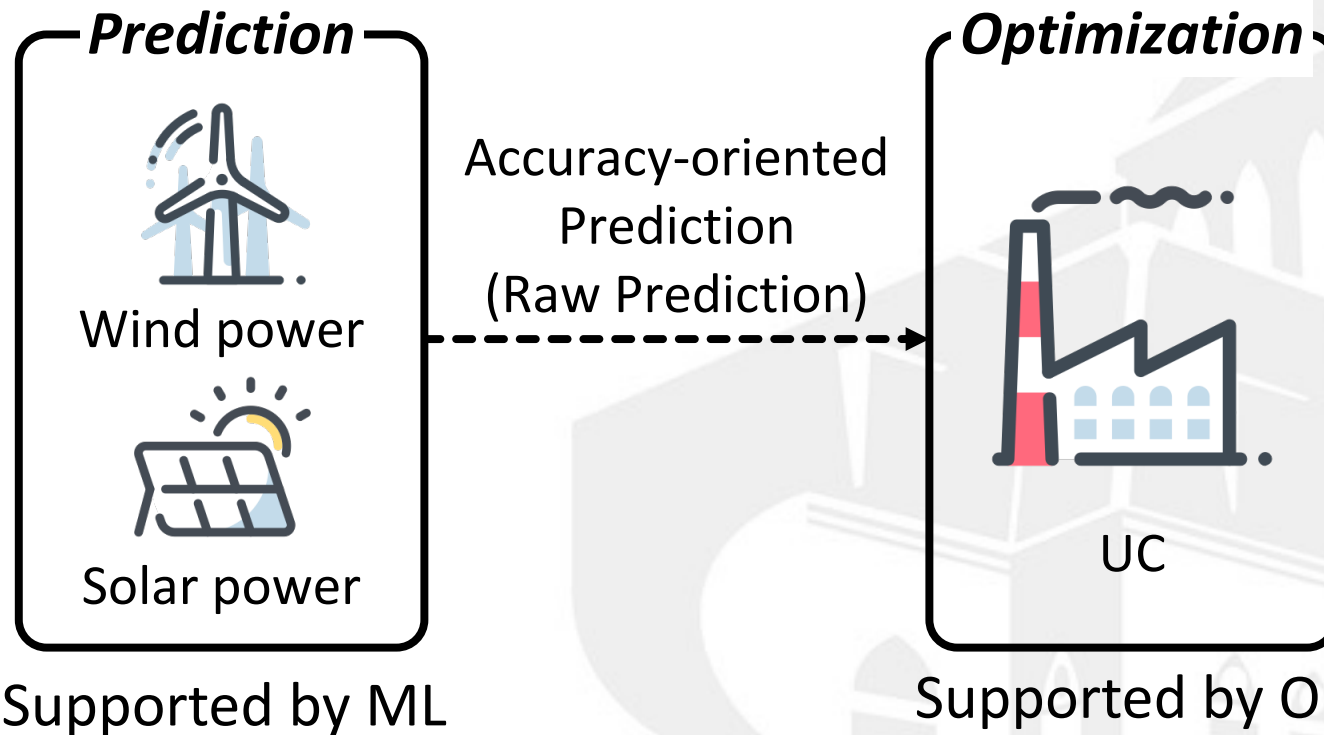 Prediction
Optimization
Accuracy-oriented
Prediction
(Raw Prediction)
Wind power
Solar power
UC
Supported by ML
Supported by O